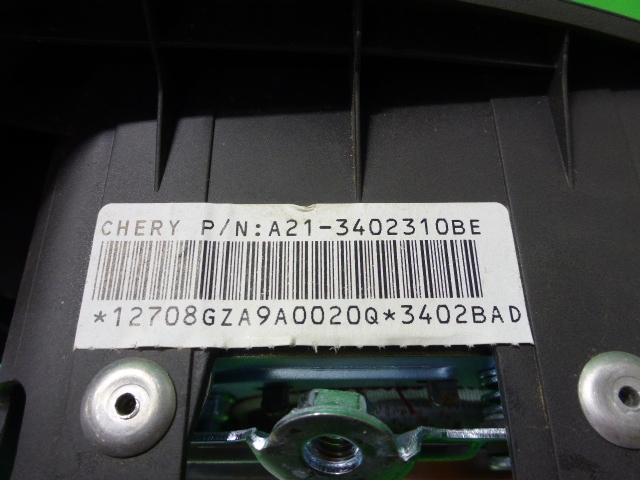 CHERY P/N:A21-3402310BE
*12708GZA9A0020Q*3402BAD